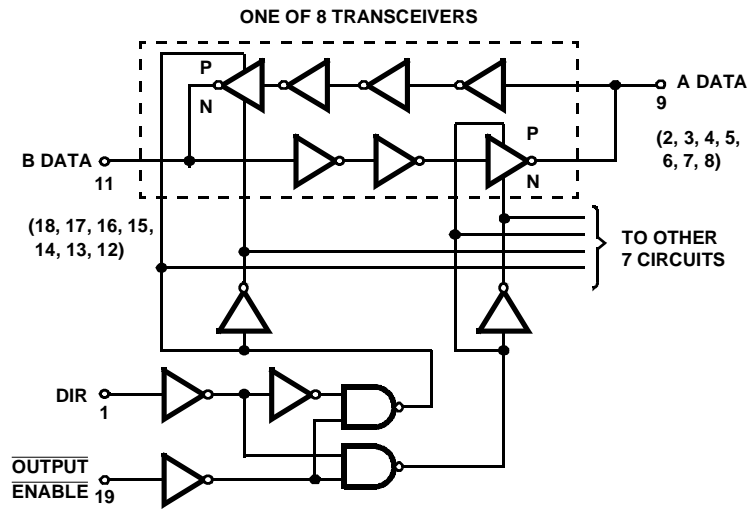 ONE OF 8 TRANSCEIVERS
P
N
A DATA
9
(2, 3, 4, 5,
6, 7, 8)
P
N
B DATA
11
(18, 17, 16, 15,
14, 13, 12)
TO OTHER
7 CIRCUITS
DIR
1
OUTPUT
ENABLE 19